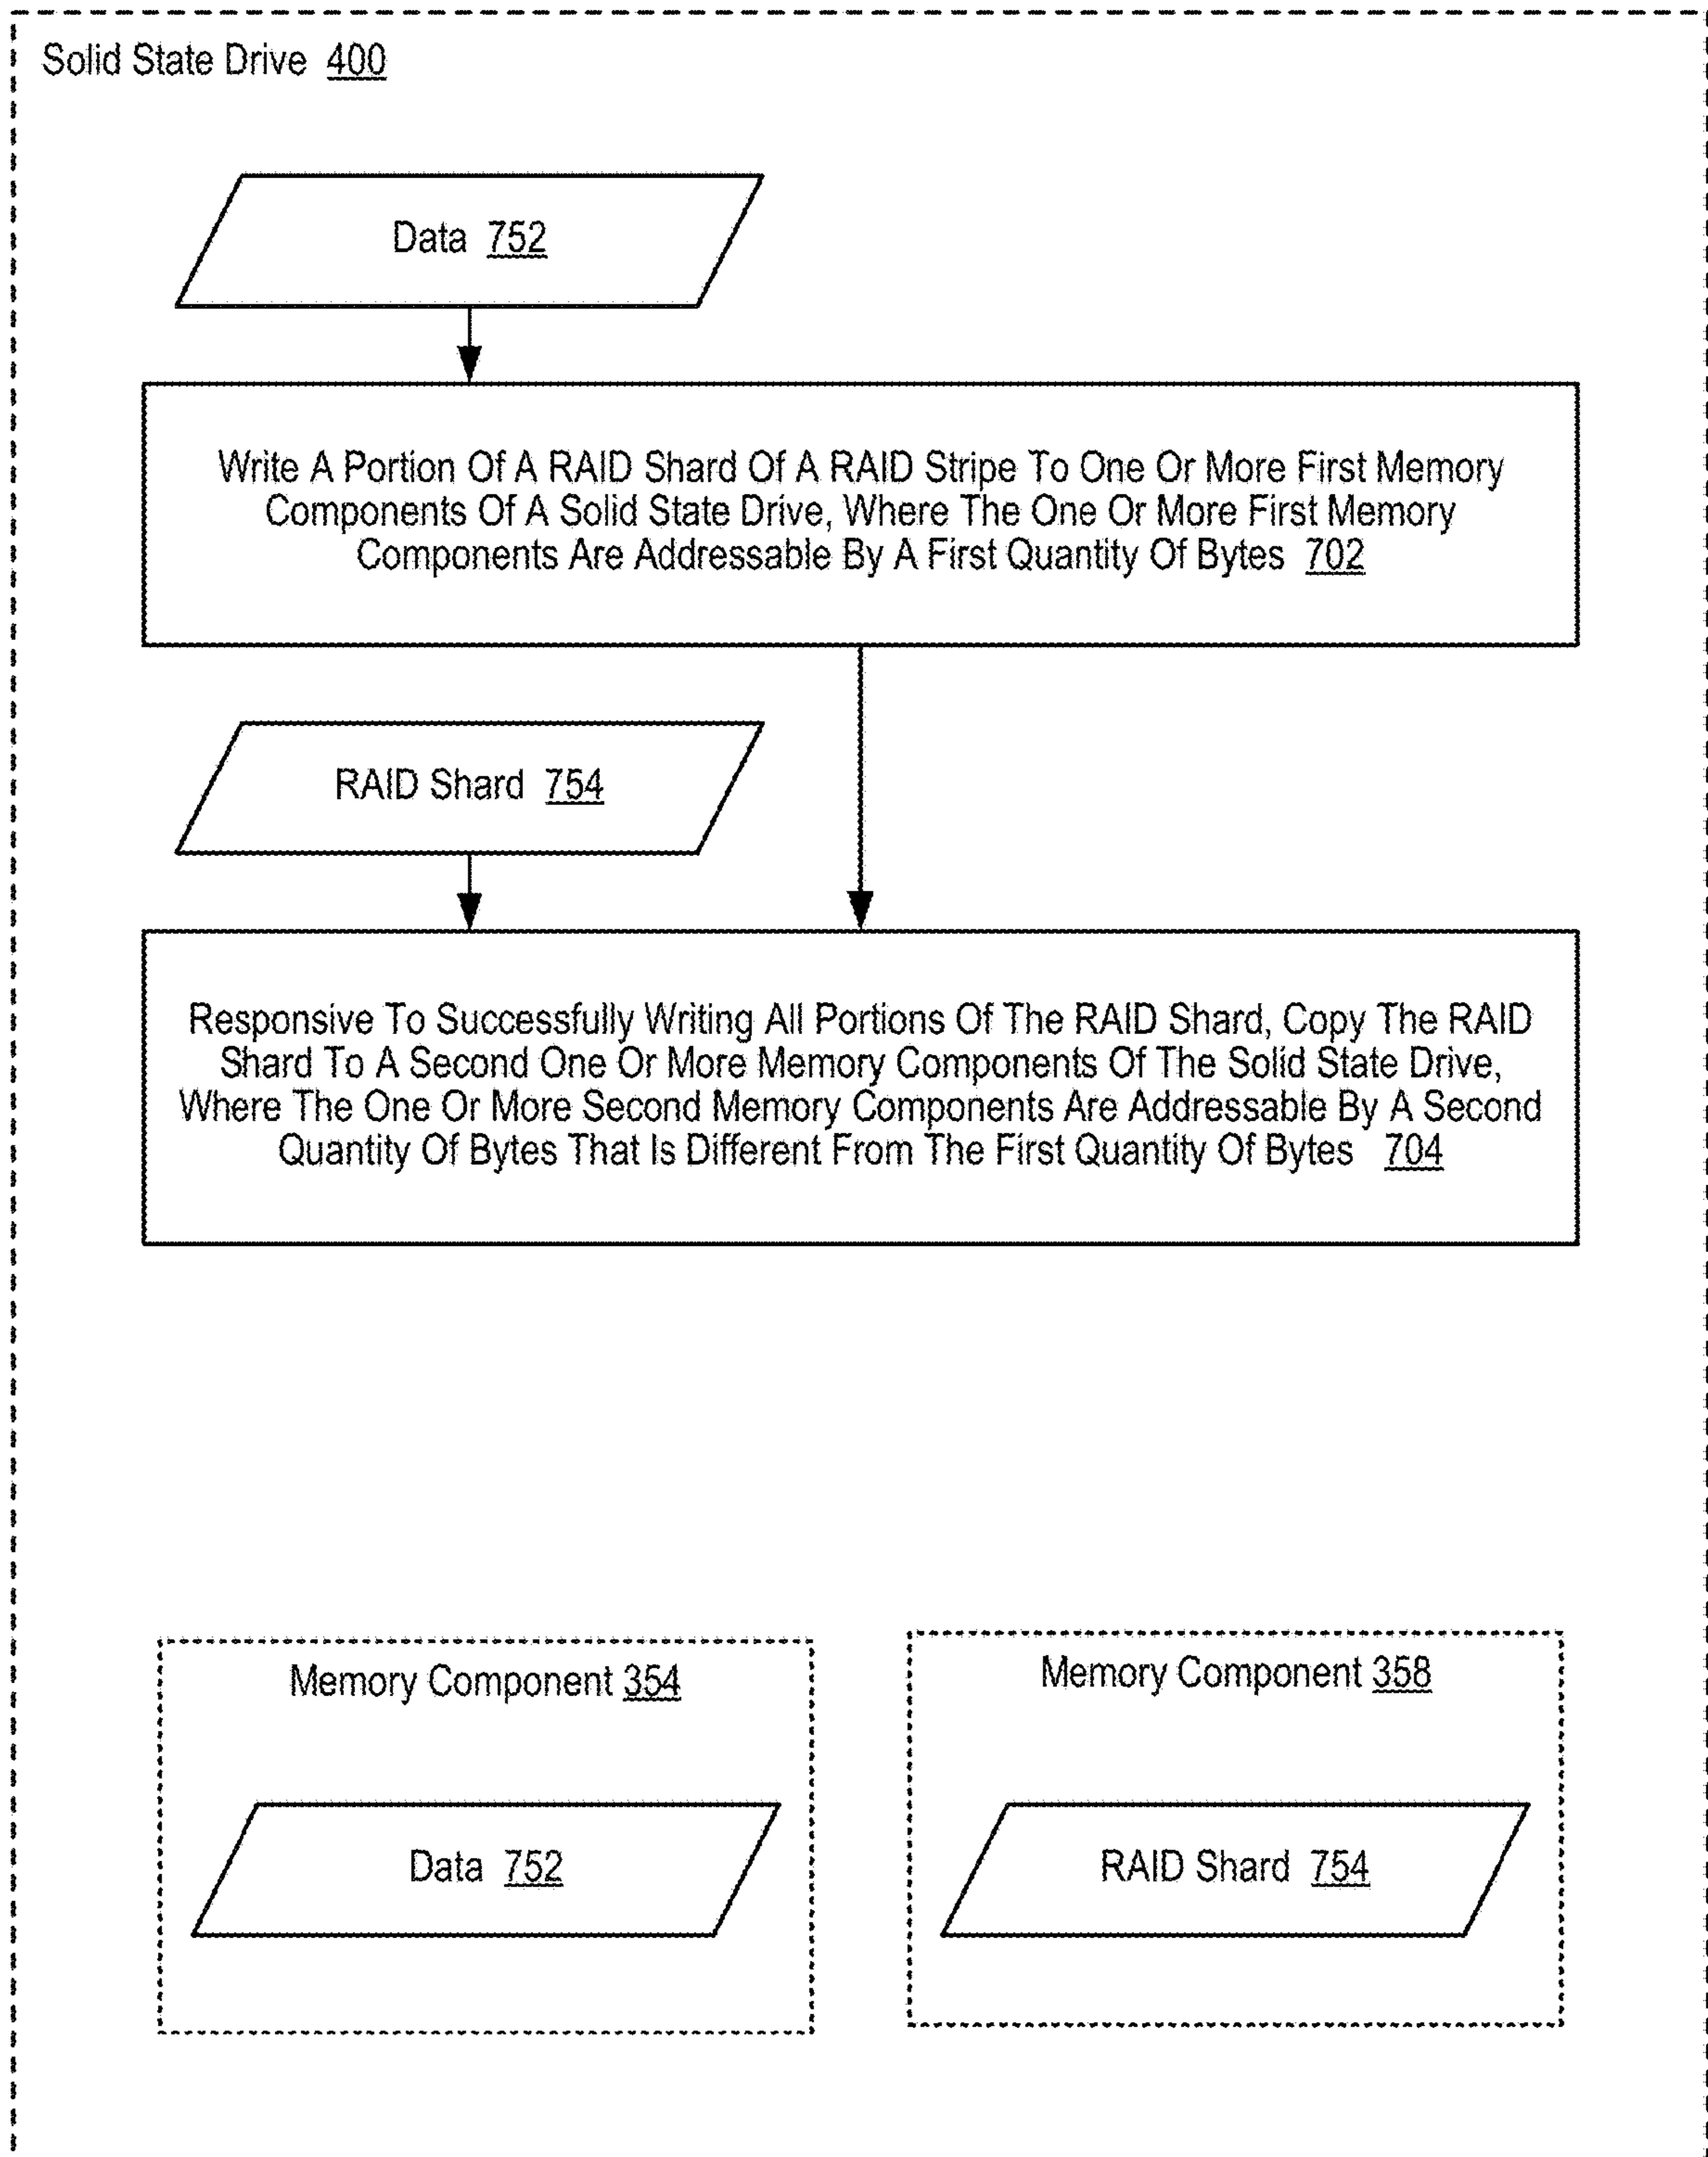 Solid State Drive 400
Data 752
Write A Portion Of A RAID Shard Of A RAID Stripe To One Or More First Memory
Components Of A Solid State Drive, Where The One Or More First Memory
Components Are Addressable By A First Quantity Of Bytes 702
RAID Shard 754
Responsive To Successfully Writing All Portions Of The RAID Shard, Copy The RAID
Shard To A Second One Or More Memory Components Of The Solid State Drive,
Where The One Or More Second Memory Components Are Addressable By A Second
Quantity Of Bytes That Is Different From The First Quantity Of Bytes 704
Memory Component 354
Memory Component 358
Data 752
RAID Shard 754